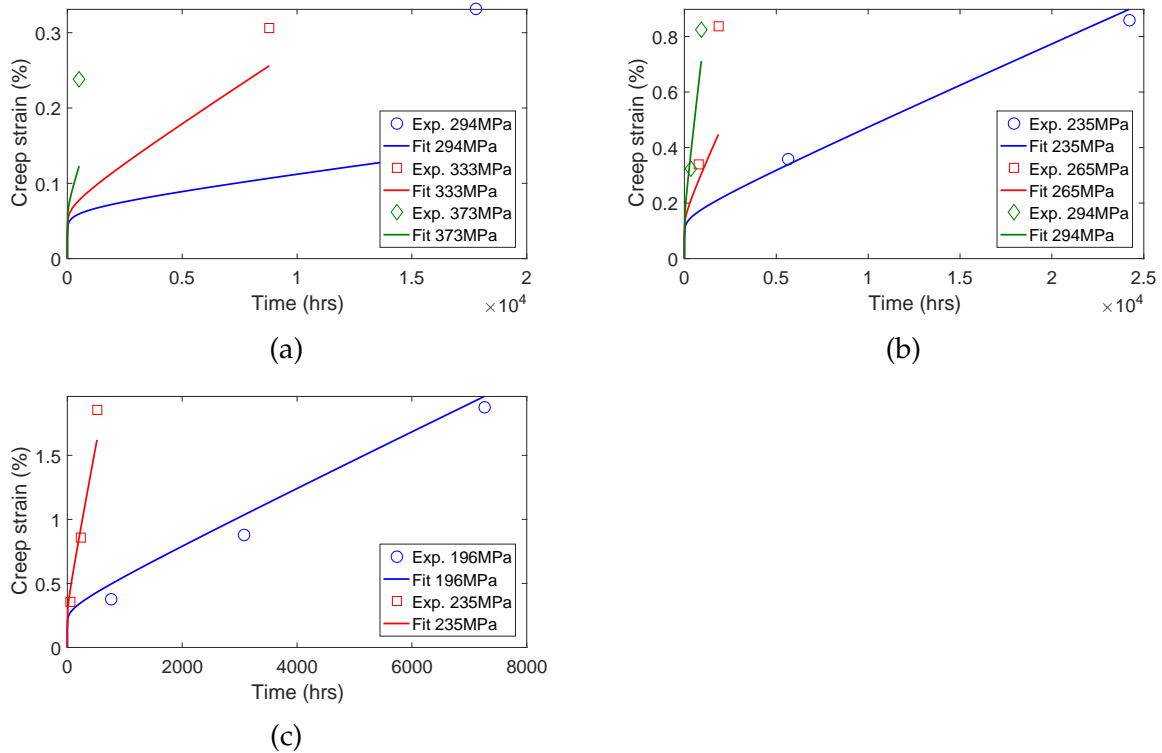 Creep strain (%)
0.3
0.2
0.1
0
Exp. 294MPa
Fit 294MPa
Exp. 333MPa
Fit 333MPa
Exp. 373MPa
Fit 373MPa
0 0.5 1 1.5 2
Time (hrs) ×10⁴
(a)
Creep strain (%)
0.8
0.6
0.4
0.2
0
Exp. 235MPa
Fit 235MPa
Exp. 265MPa
Fit 265MPa
Exp. 294MPa
Fit 294MPa
0 0.5 1 1.5 2 2.5
Time (hrs) ×10⁴
(b)
Creep strain (%)
1.5
1
0.5
0
Exp. 196MPa
Fit 196MPa
Exp. 235MPa
Fit 235MPa
0 2000 4000 6000 8000
Time (hrs)
(c)